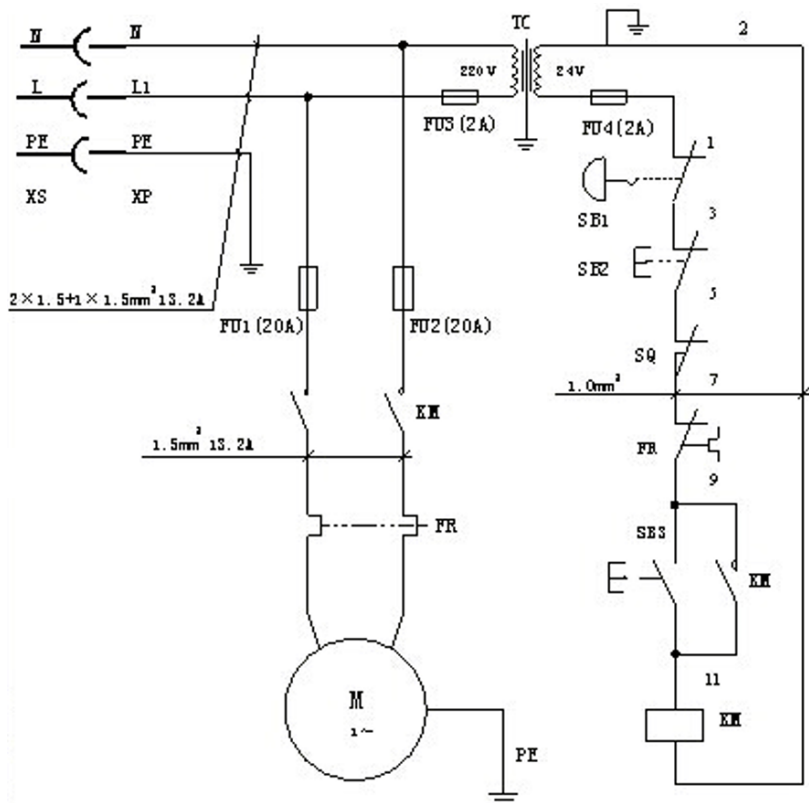 N N TC 2
220V 24V
L L1
FU3(2A) FU4(2A)
PE PE 1
XS XP
SB1 3
SB2
2×1.5+1×1.5mm² 13.2A 5
FU1(20A) FU2(20A)
SQ
1.0mm² 7
KM
1.5mm² 13.2A
FR
9
FR
SB3
KM
M
1~
11
KM
PE